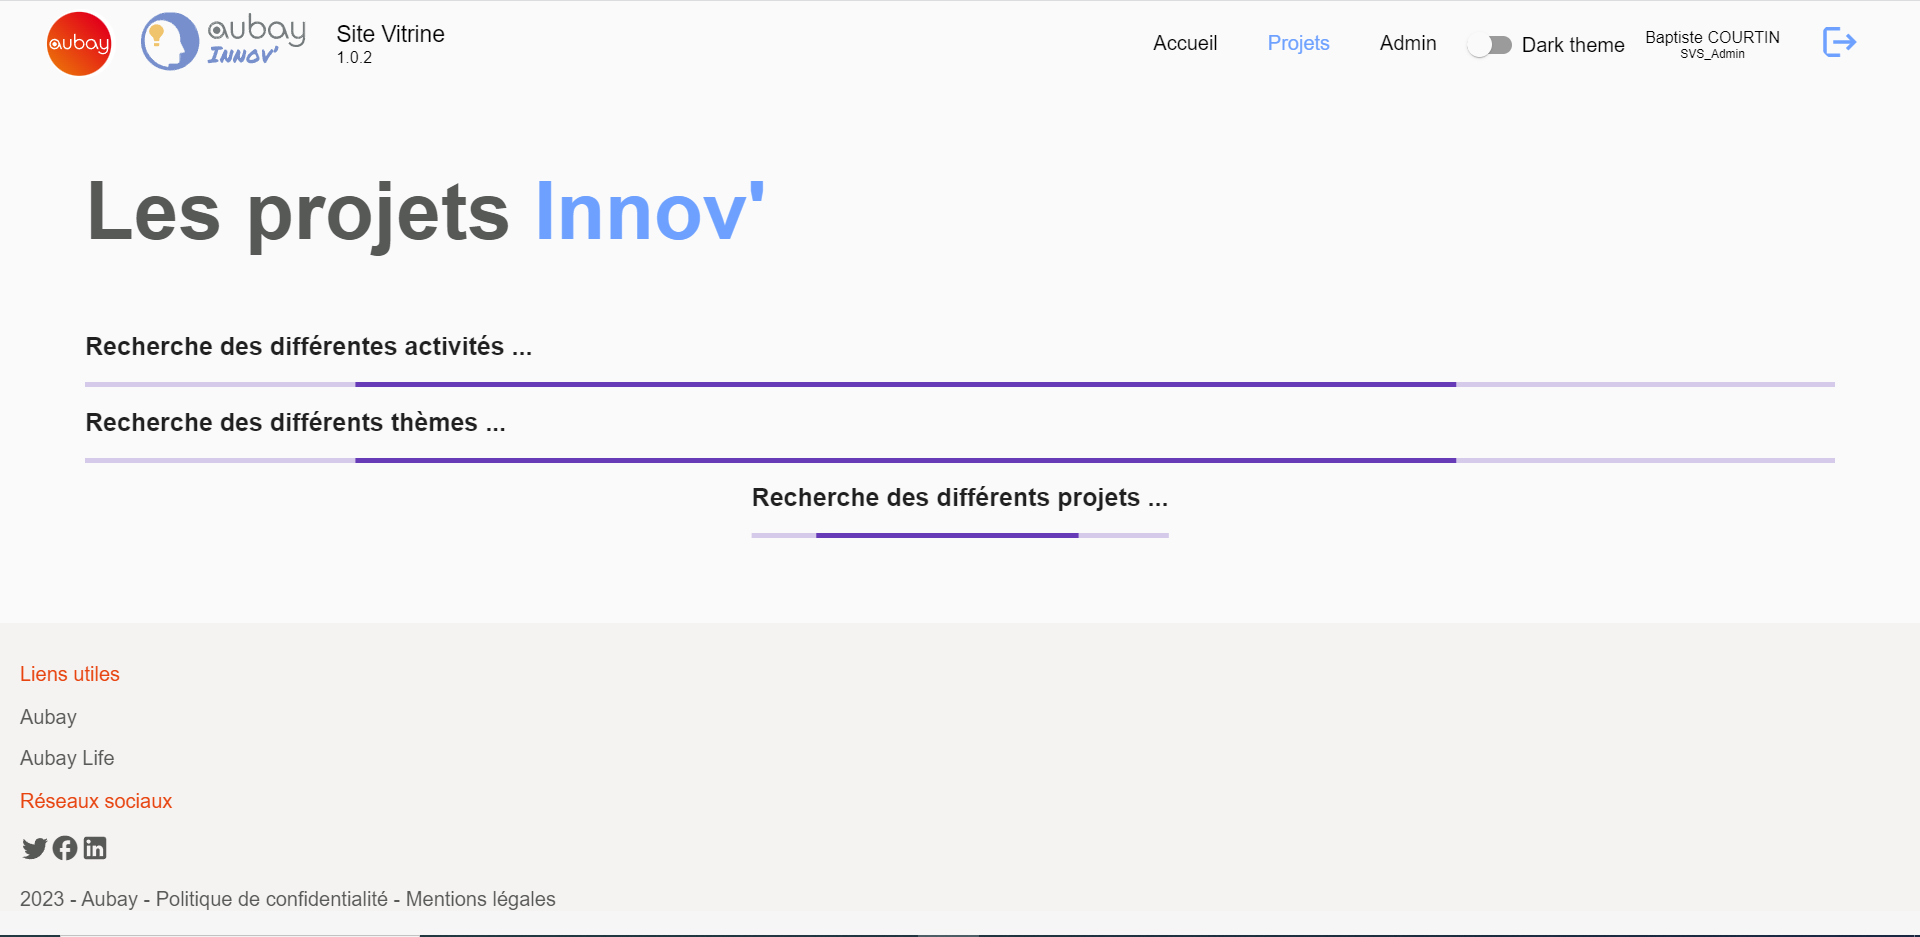 aubay
aubay
INNOV'
Site Vitrine
1.0.2
Accueil
Projets
Admin
Dark theme
Baptiste COURTIN
SVS_Admin
Les projets Innov'
Recherche des différentes activités ...
Recherche des différents thèmes ...
Recherche des différents projets ...
Liens utiles
Aubay
Aubay Life
Réseaux sociaux
2023 - Aubay - Politique de confidentialité - Mentions légales